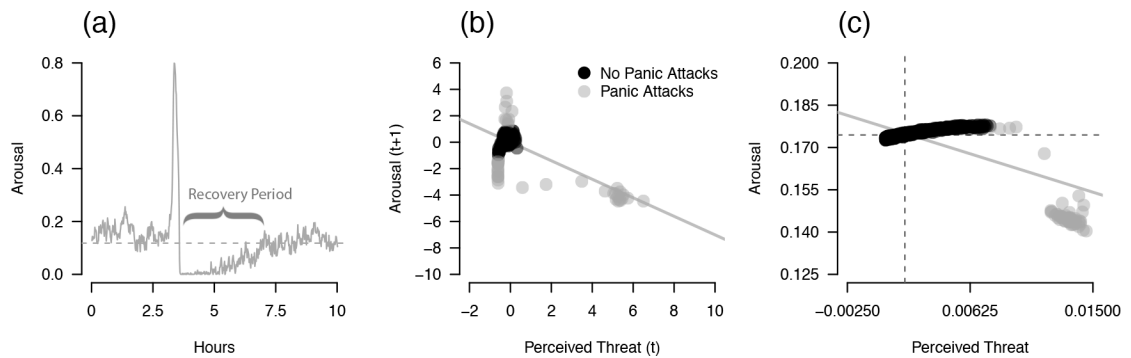 (a)
Arousal
0.8
0.6
0.4
0.2
0.0
Recovery Period
0
2.5
5
7.5
10
Hours
(b)
Arousal (t+1)
6
4
2
0
−2
−4
−6
−8
−10
No Panic Attacks
Panic Attacks
−2
0
2
4
6
8
10
Perceived Threat (t)
(c)
Arousal
0.200
0.185
0.170
0.155
0.140
0.125
−0.00250
0.00625
0.01500
Perceived Threat